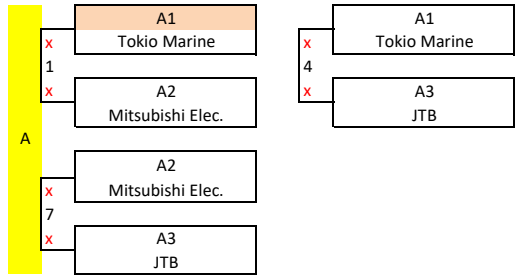 A
x
1
x
A1
Tokio Marine
A2
Mitsubishi Elec.
x
7
x
A2
Mitsubishi Elec.
A3
JTB
x
4
x
A1
Tokio Marine
A3
JTB